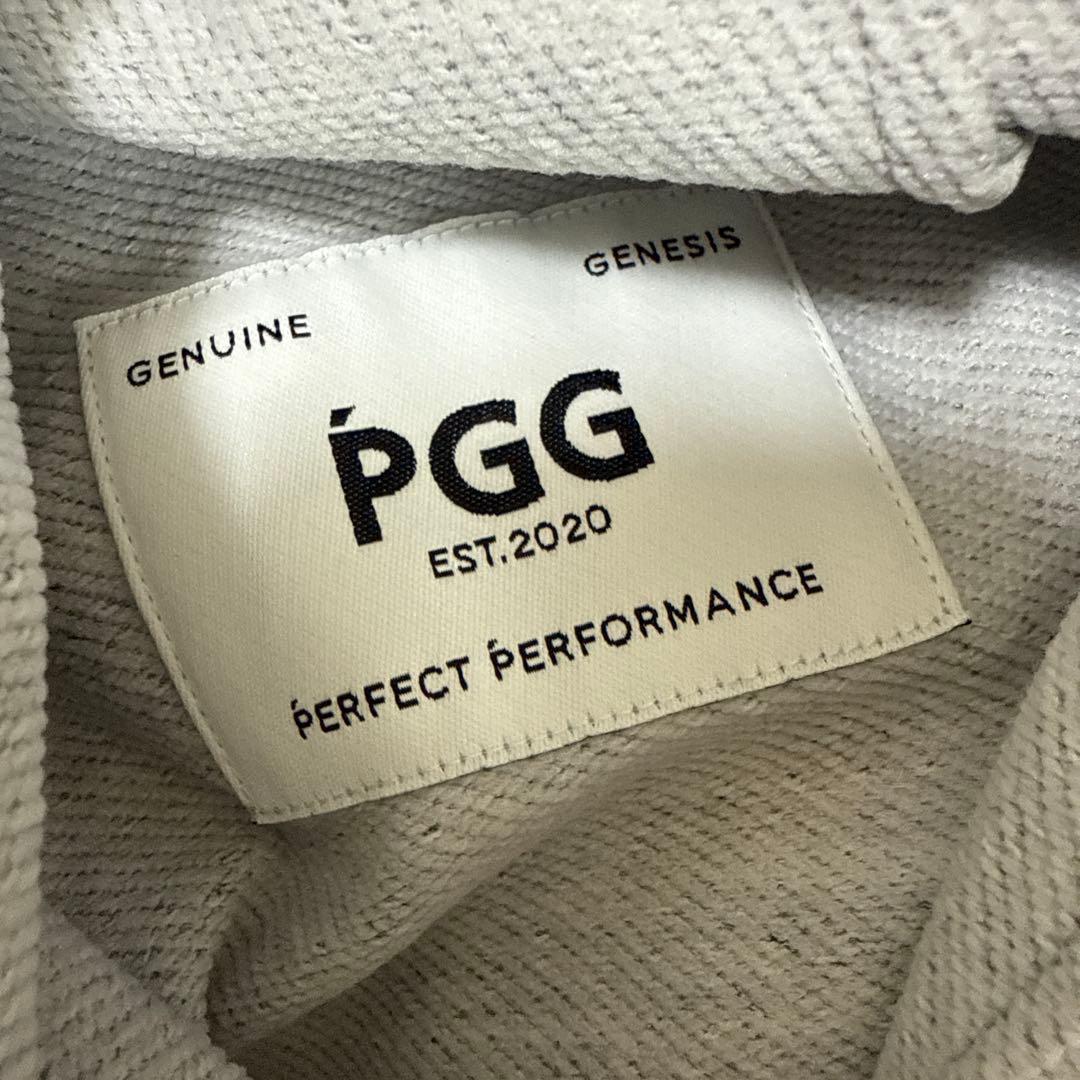 GENUINE GENESIS
ṔGG
EST.2020
ṔERFECT ṔERFORMANCE